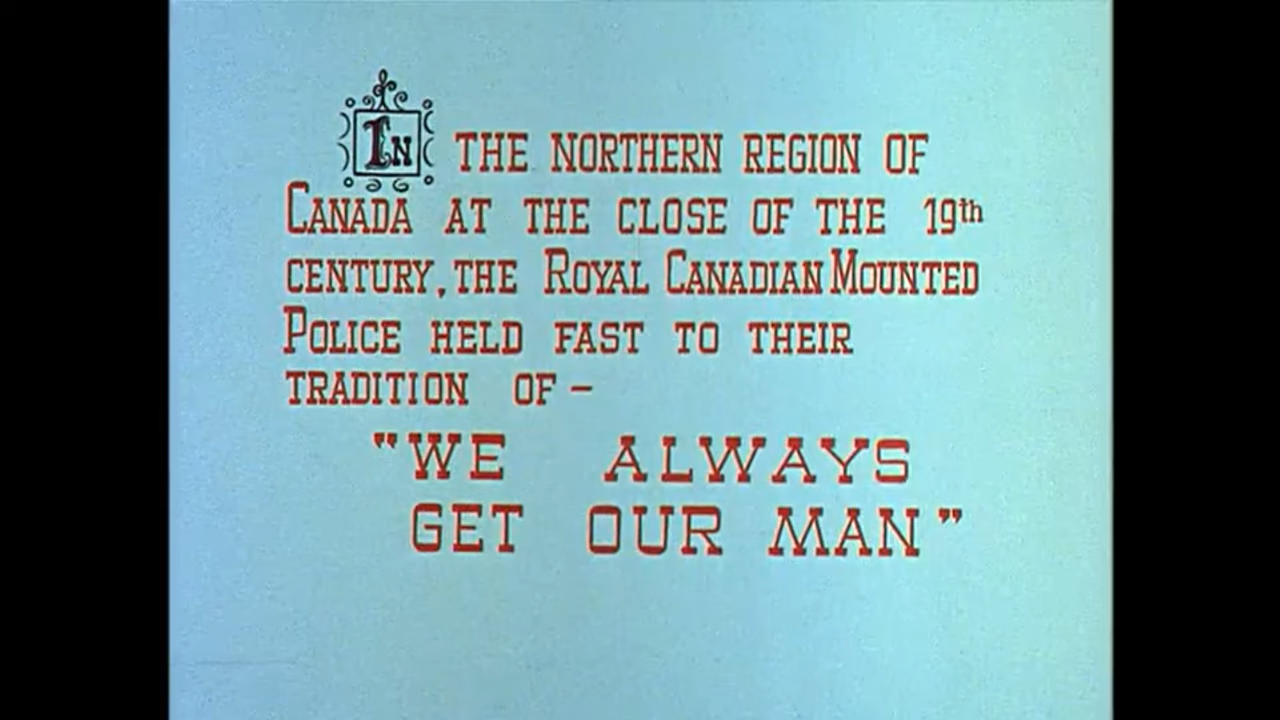 In THE NORTHERN REGION OF
CANADA AT THE CLOSE OF THE 19th
CENTURY, THE ROYAL CANADIAN MOUNTED
POLICE HELD FAST TO THEIR
TRADITION OF –
"WE ALWAYS
GET OUR MAN"